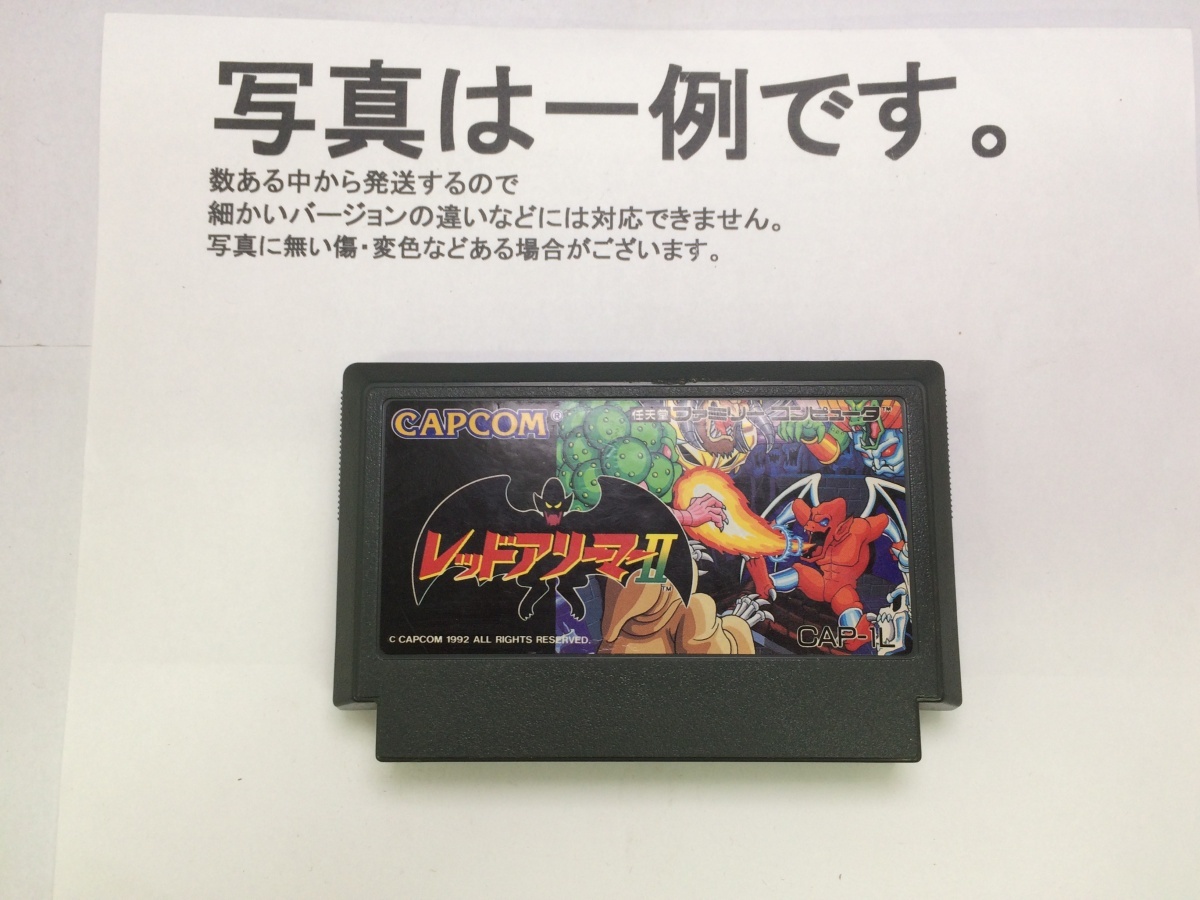 写真は一例です。
数ある中から発送するので
細かいバージョンの違いなどには対応できません。
写真に無い傷・変色などある場合がございます。
CAPCOM® 任天堂 ファミリーコンピュータ™
レッドアリーマーII™
© CAPCOM 1992 ALL RIGHTS RESERVED.
CAP-1L